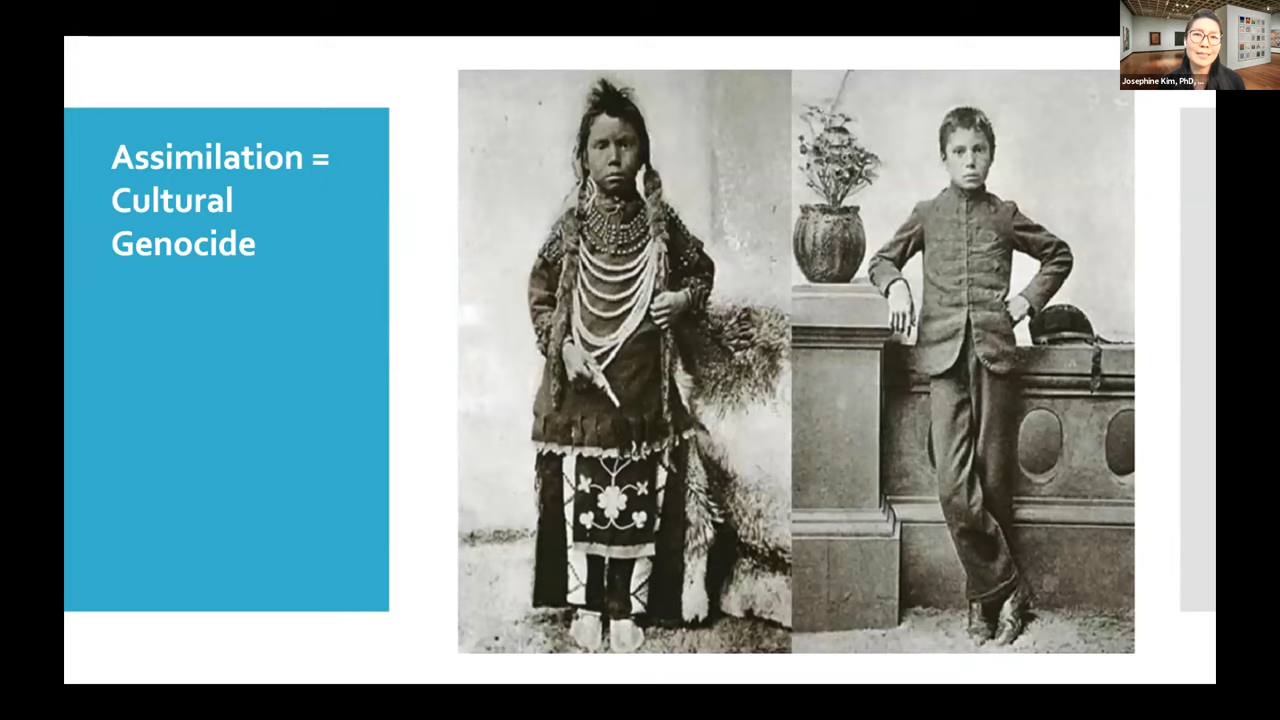 Assimilation =
Cultural
Genocide
Josephine Kim, PhD, ...